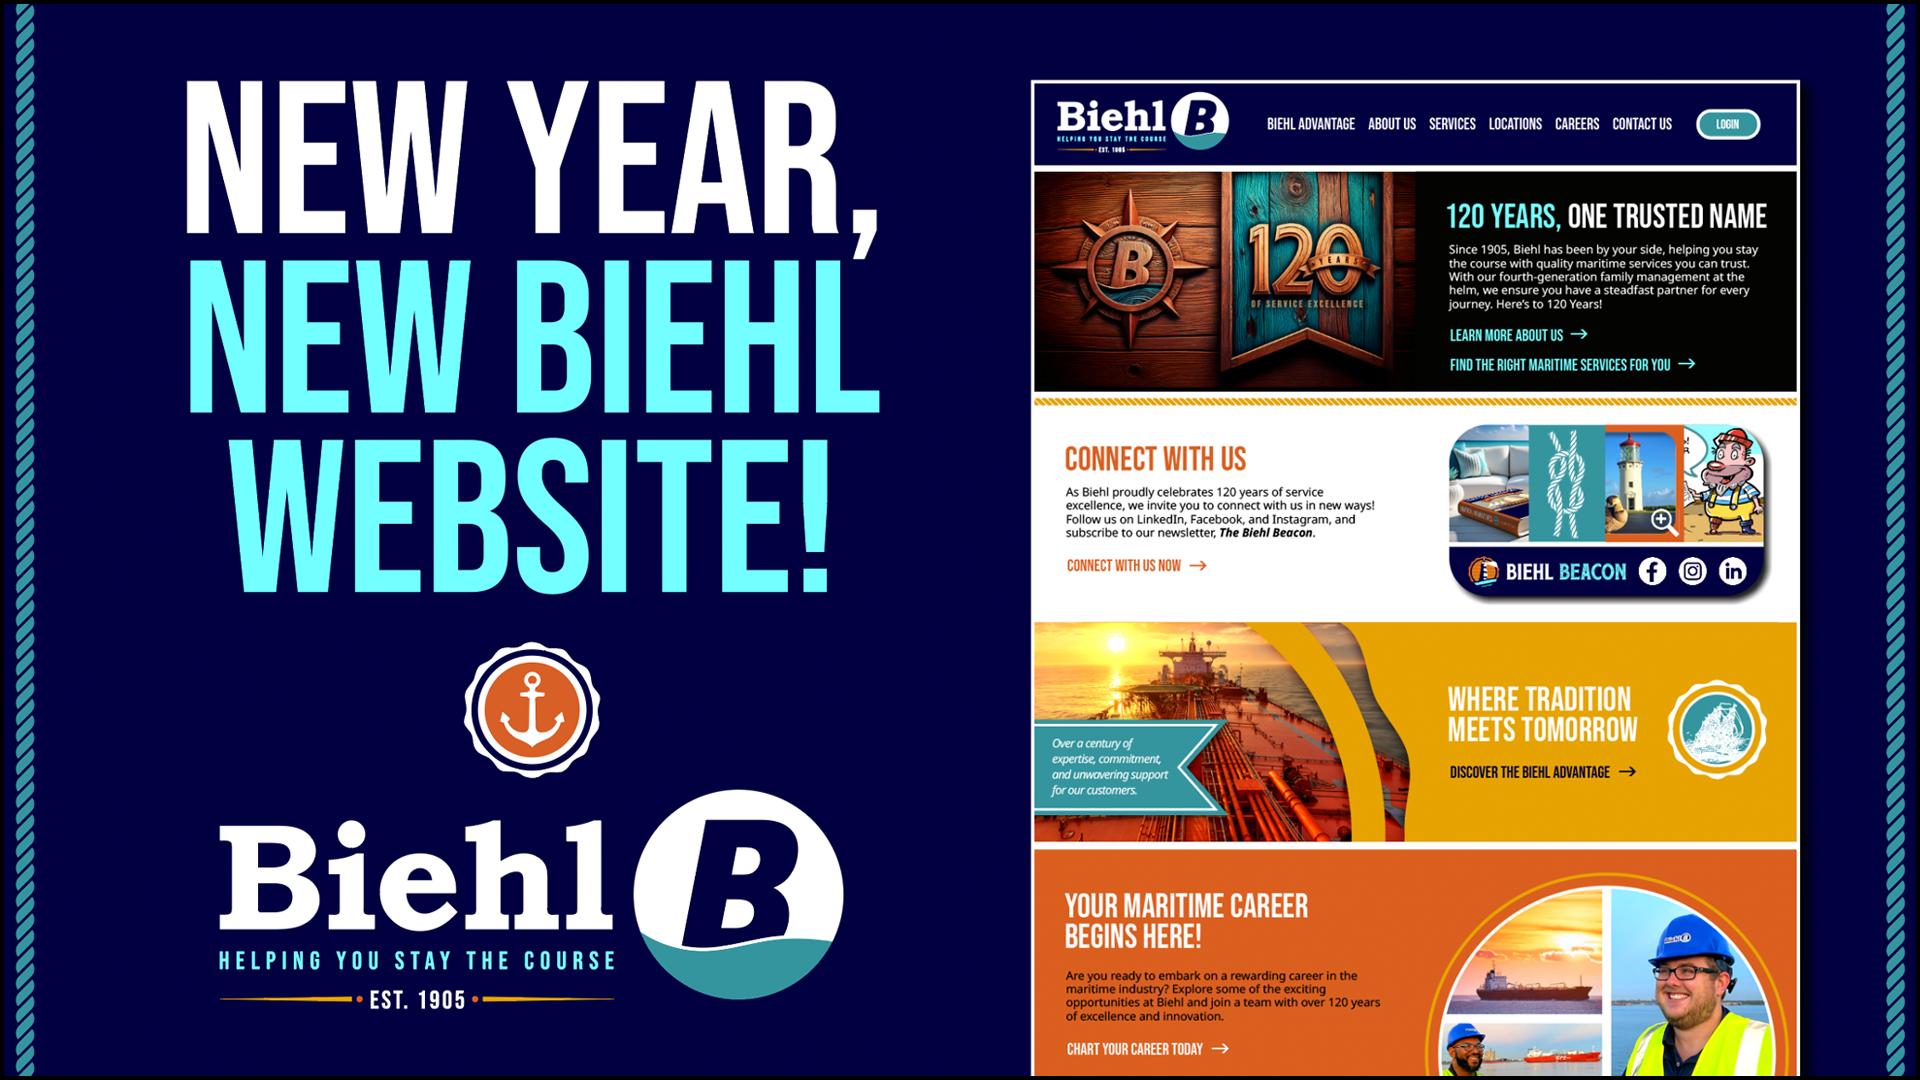 NEW YEAR,
NEW BIEHL
WEBSITE!
Biehl B
HELPING YOU STAY THE COURSE
EST. 1905
Biehl B
HELPING YOU STAY THE COURSE
EST. 1905
BIEHL ADVANTAGE ABOUT US SERVICES LOCATIONS CAREERS CONTACT US LOGIN
B
120
YEARS
OF SERVICE EXCELLENCE
120 YEARS, ONE TRUSTED NAME
Since 1905, Biehl has been by your side, helping you stay
the course with quality maritime services you can trust.
With our fourth-generation family management at the
helm, we ensure you have a steadfast partner for every
journey. Here's to 120 Years!
LEARN MORE ABOUT US
FIND THE RIGHT MARITIME SERVICES FOR YOU
CONNECT WITH US
As Biehl proudly celebrates 120 years of service
excellence, we invite you to connect with us in new ways!
Follow us on LinkedIn, Facebook, and Instagram, and
subscribe to our newsletter, The Biehl Beacon.
CONNECT WITH US NOW
BIEHL BEACON
Over a century of
expertise, commitment,
and unwavering support
for our customers.
WHERE TRADITION
MEETS TOMORROW
DISCOVER THE BIEHL ADVANTAGE
YOUR MARITIME CAREER
BEGINS HERE!
Are you ready to embark on a rewarding career in the
maritime industry? Explore some of the exciting
opportunities at Biehl and join a team with over 120 years
of excellence and innovation.
CHART YOUR CAREER TODAY